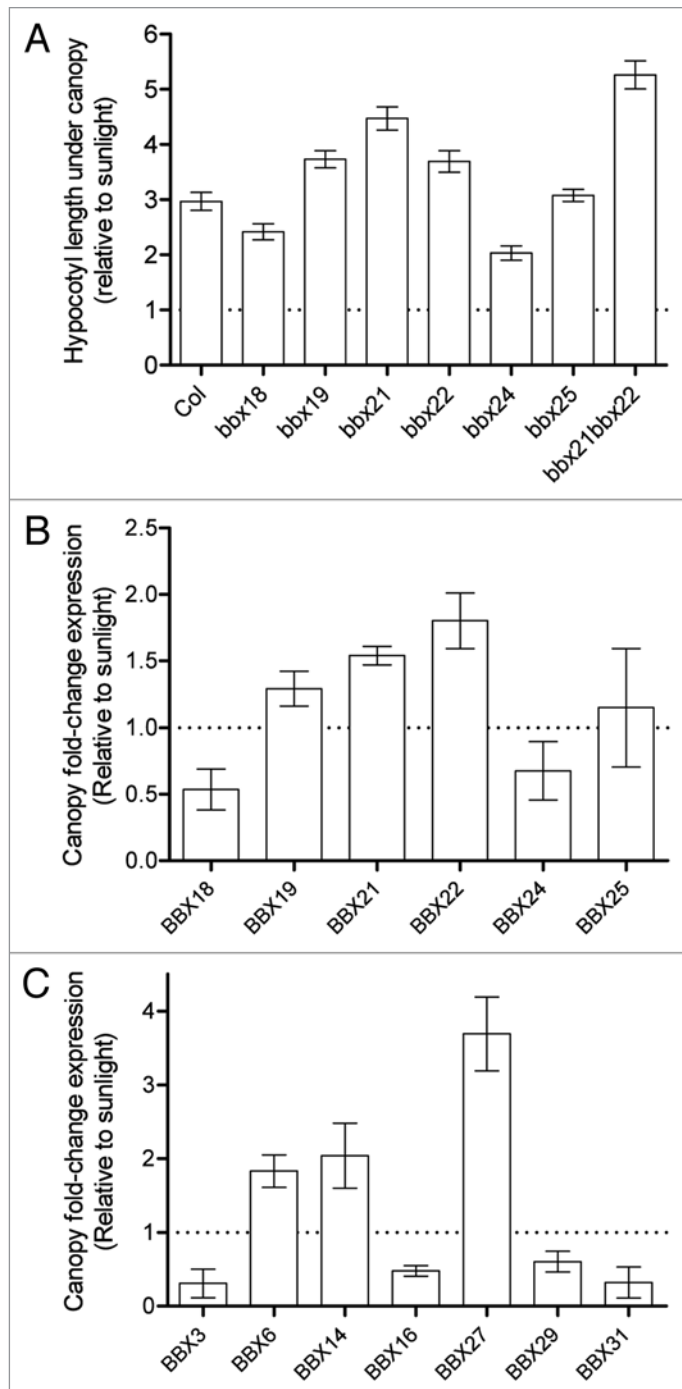 A
Hypocotyl length under canopy
(relative to sunlight)
6
5
4
3
2
1
0
Col
bbx18
bbx19
bbx21
bbx22
bbx24
bbx25
bbx21bbx22
B
Canopy fold-change expression
(Relative to sunlight)
2.5
2.0
1.5
1.0
0.5
0.0
BBX18
BBX19
BBX21
BBX22
BBX24
BBX25
C
Canopy fold-change expression
(Relative to sunlight)
4
3
2
1
0
BBX3
BBX6
BBX14
BBX16
BBX27
BBX29
BBX31